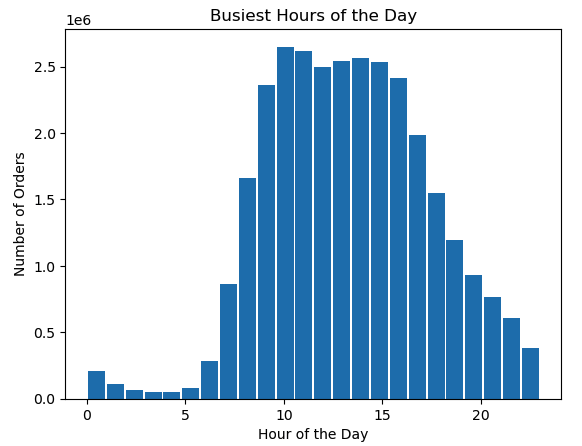 Busiest Hours of the Day
1e6
2.5
2.0
1.5
1.0
0.5
0.0
Number of Orders
0 5 10 15 20
Hour of the Day